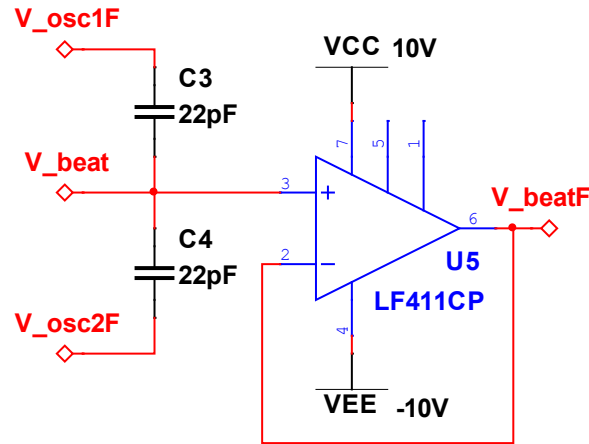 V_osc1F
C3
22pF
VCC 10V
V_beat
7
5
1
3
+
V_beatF
6
C4
22pF
2
−
U5
LF411CP
4
V_osc2F
VEE -10V